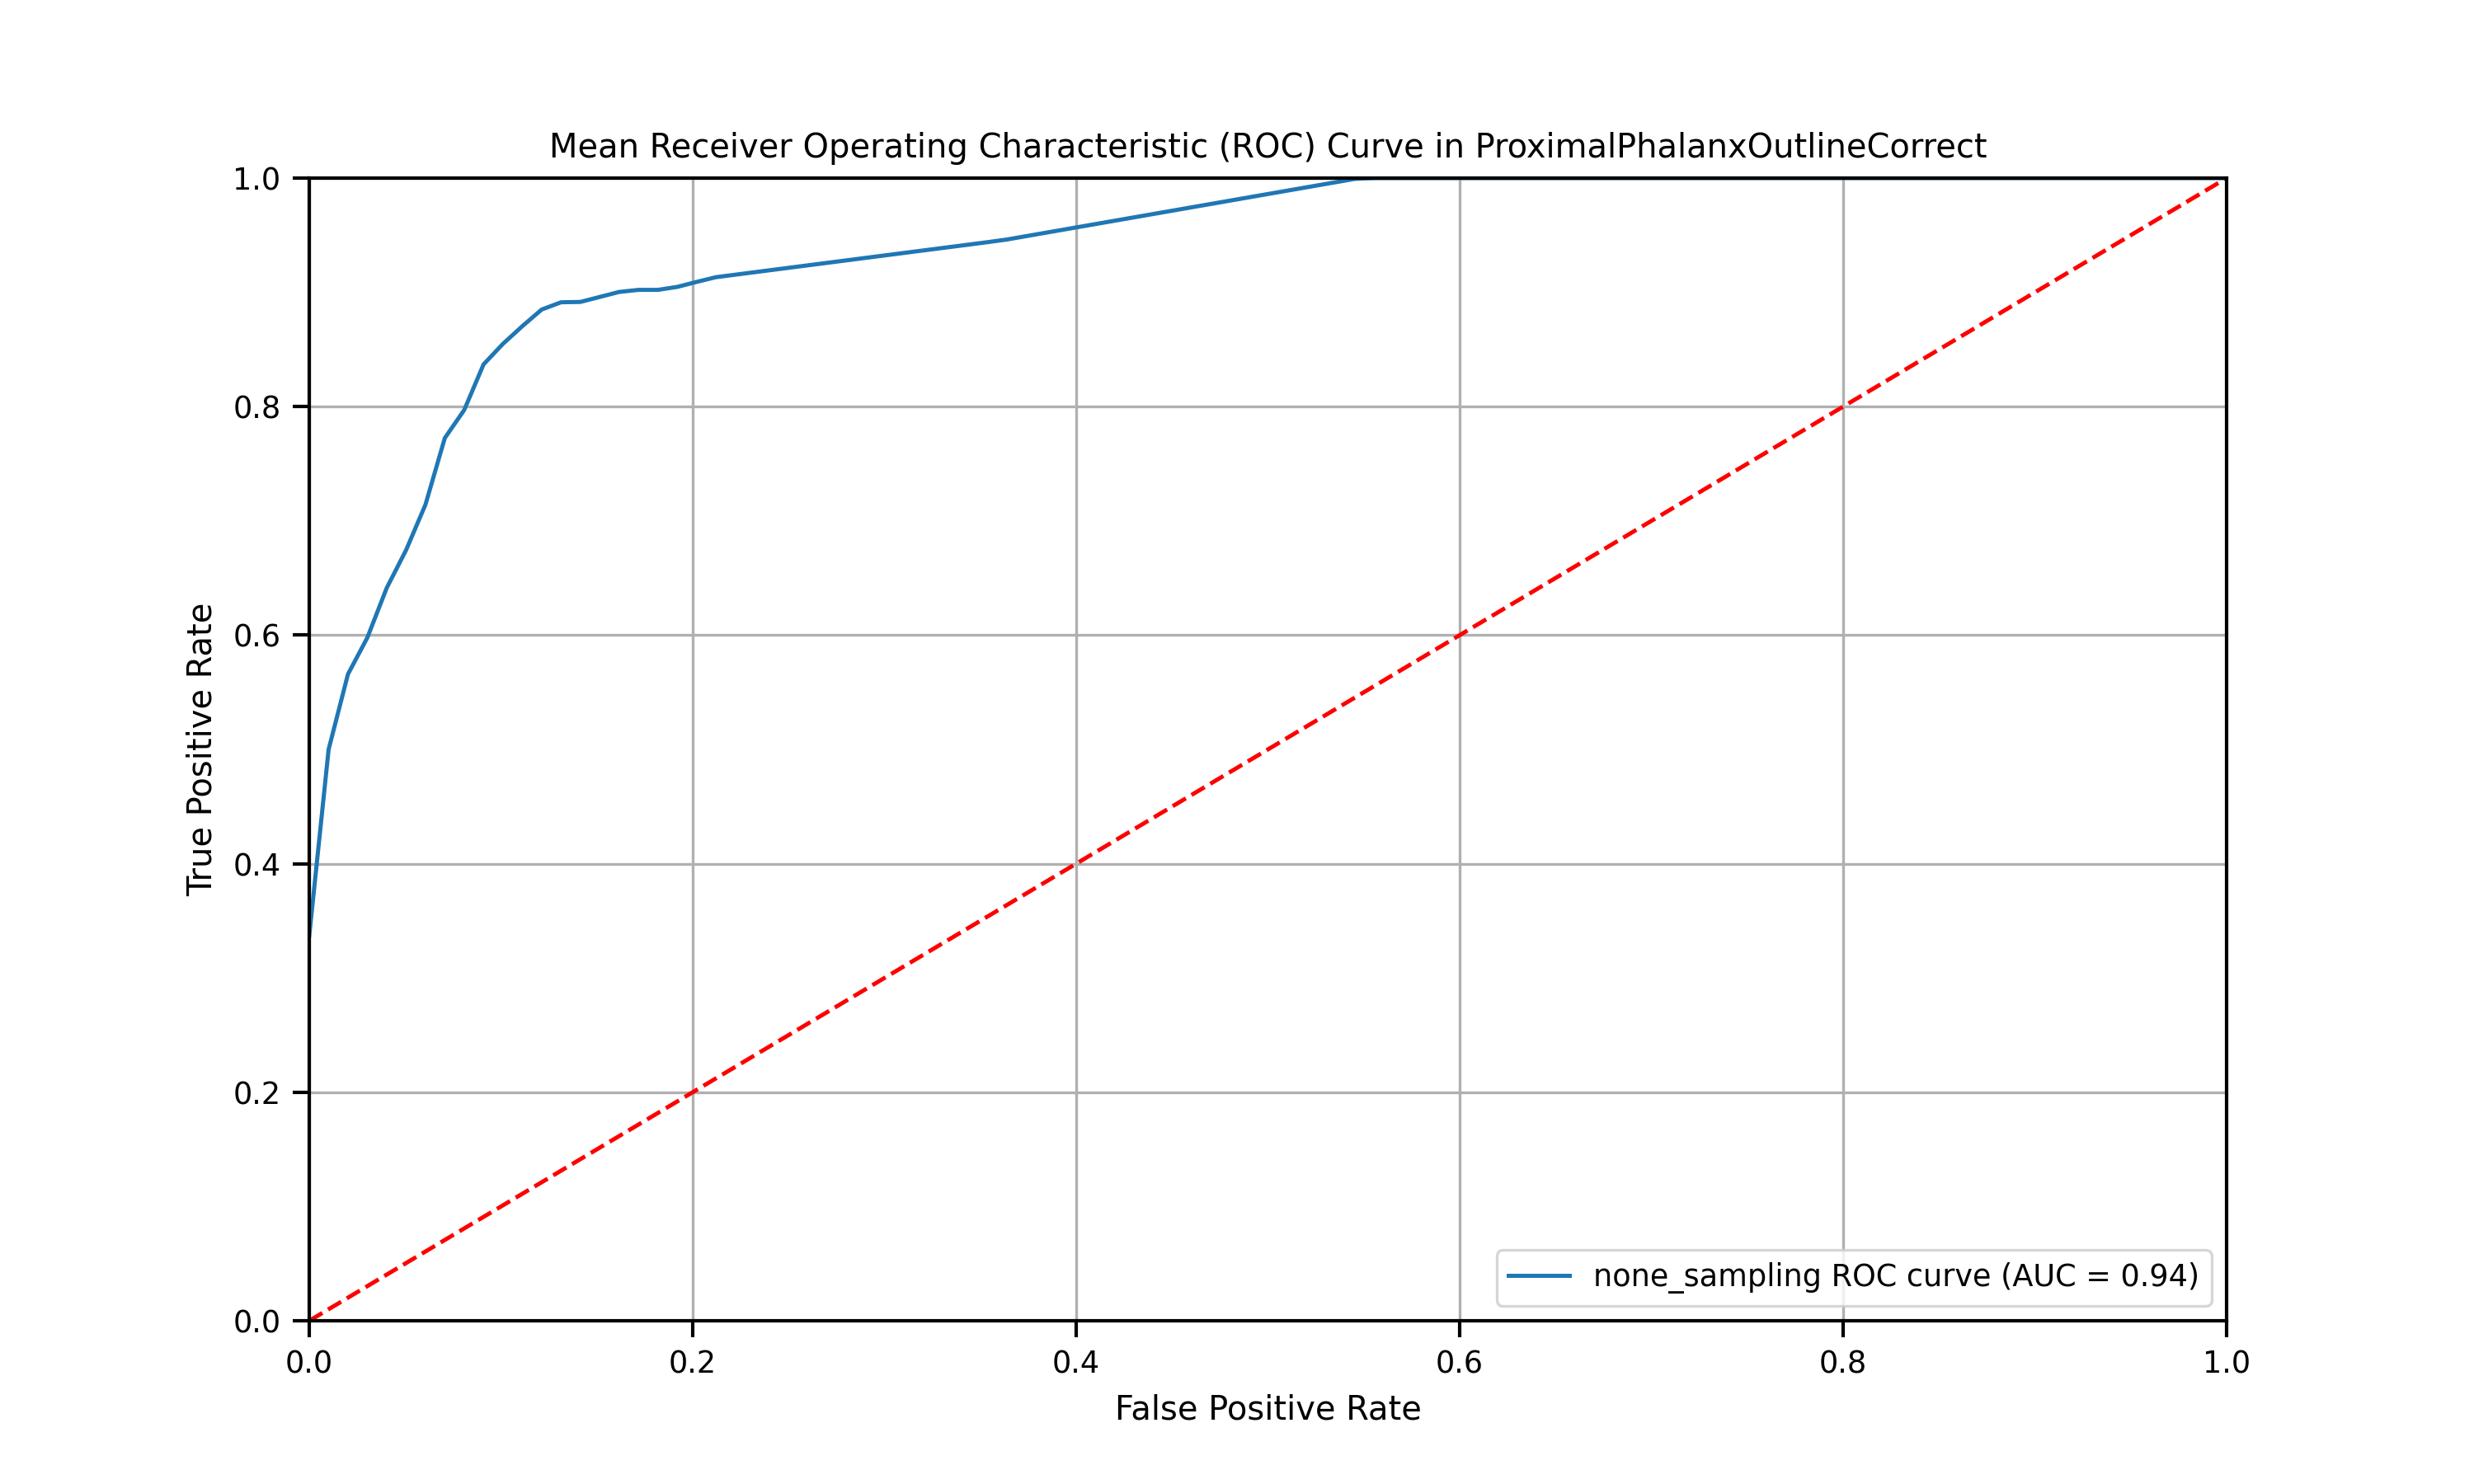 Mean Receiver Operating Characteristic (ROC) Curve in ProximalPhalanxOutlineCorrect
1.0
0.8
0.6
0.4
0.2
0.0
True Positive Rate
none_sampling ROC curve (AUC = 0.94)
0.0 0.2 0.4 0.6 0.8 1.0
False Positive Rate